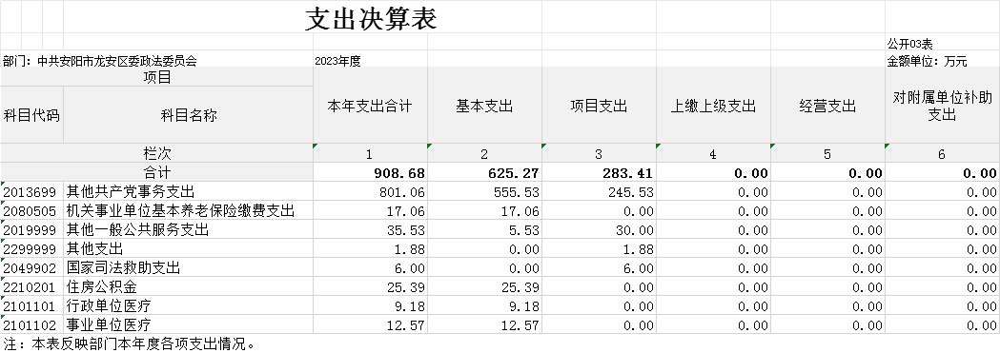 支出决算表
公开03表
部门：中共安阳市龙安区委政法委员会 2023年度 金额单位：万元
项目 本年支出合计 基本支出 项目支出 上缴上级支出 经营支出 对附属单位补助支出
科目代码 科目名称
栏次 1 2 3 4 5 6
合计 908.68 625.27 283.41 0.00 0.00 0.00
2013699 其他共产党事务支出 801.06 555.53 245.53 0.00 0.00 0.00
2080505 机关事业单位基本养老保险缴费支出 17.06 17.06 0.00 0.00 0.00 0.00
2019999 其他一般公共服务支出 35.53 5.53 30.00 0.00 0.00 0.00
2299999 其他支出 1.88 0.00 1.88 0.00 0.00 0.00
2049902 国家司法救助支出 6.00 0.00 6.00 0.00 0.00 0.00
2210201 住房公积金 25.39 25.39 0.00 0.00 0.00 0.00
2101101 行政单位医疗 9.18 9.18 0.00 0.00 0.00 0.00
2101102 事业单位医疗 12.57 12.57 0.00 0.00 0.00 0.00
注：本表反映部门本年度各项支出情况。